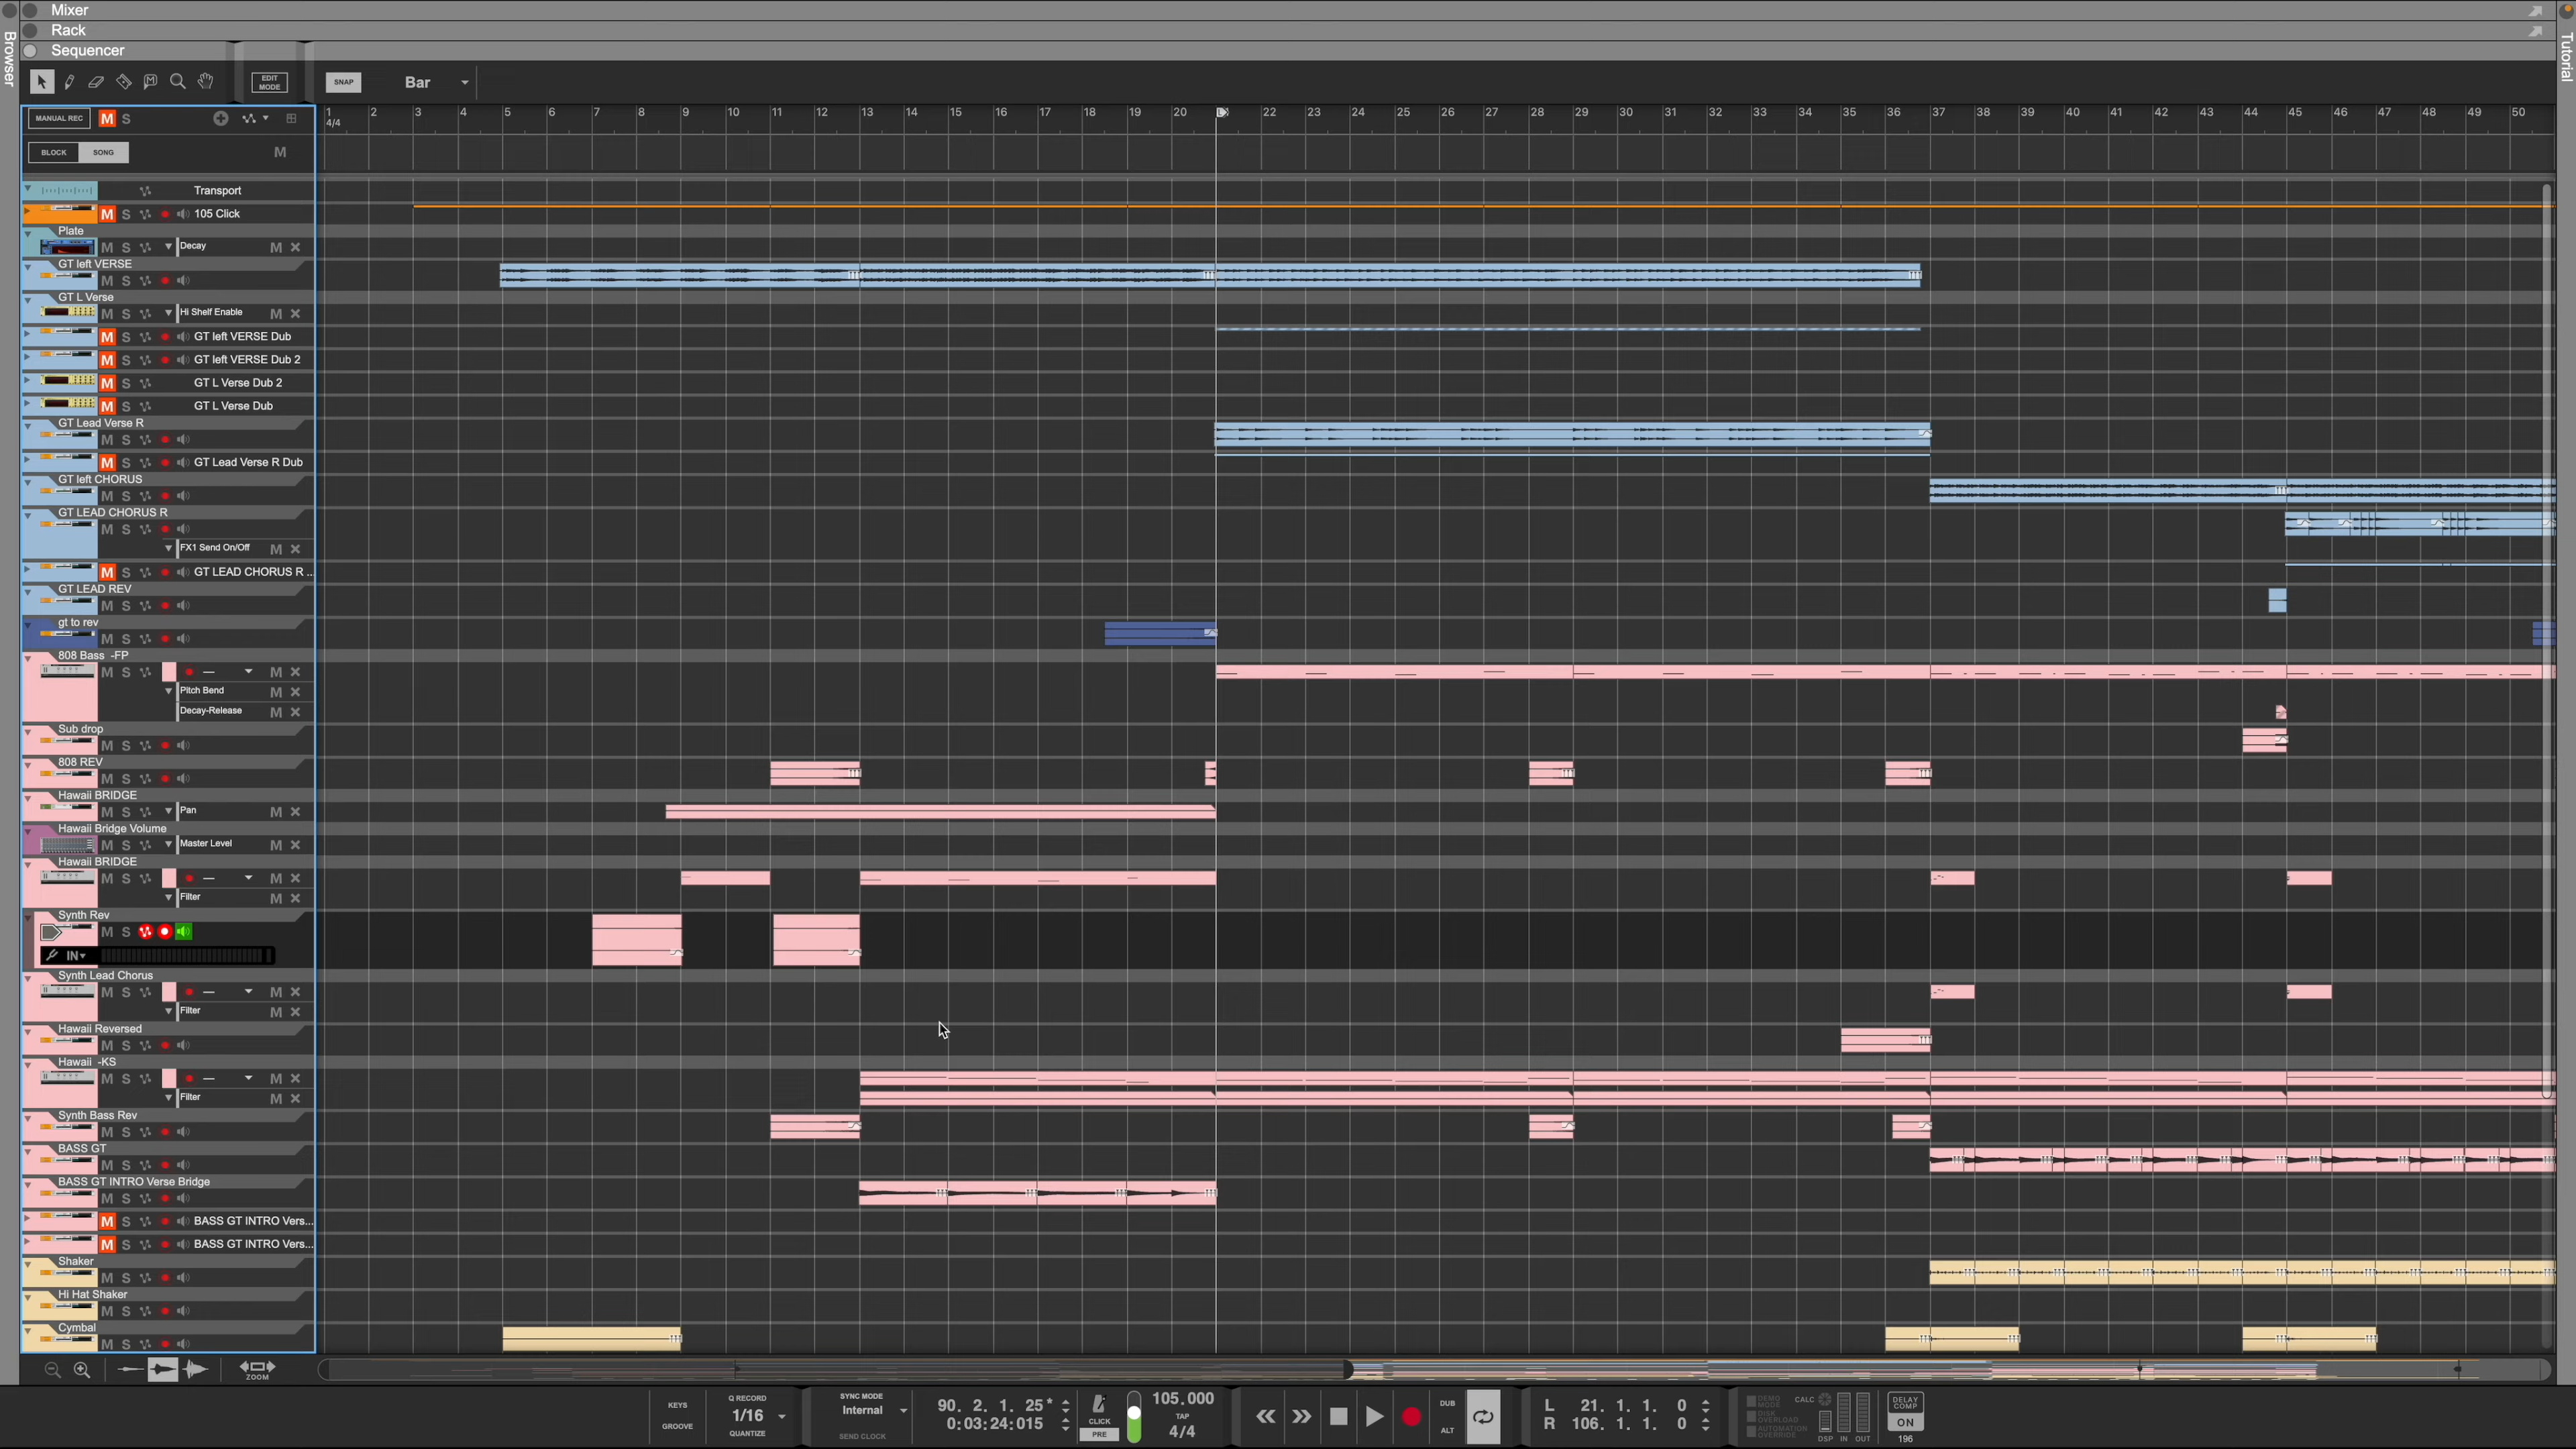 Mixer
Rack
Sequencer
Browser
Tutorial
EDIT MODE
SNAP
Bar
MANUAL REC M S
1 2 3 4 5 6 7 8 9 10 11 12 13 14 15 16 17 18 19 20 22 23 24 25 26 27 28 29 30 31 32 33 34 35 36 37 38 39 40 41 42 43 44 45 46 47 48 49 50
4/4
BLOCK SONG M
Transport
M S 105 Click
Plate
M S Decay M
GT left VERSE
M S
GT L Verse
M S Hi Shelf Enable M
M S GT left VERSE Dub
M S GT left VERSE Dub 2
M S GT L Verse Dub 2
M S GT L Verse Dub
GT Lead Verse R
M S
M S GT Lead Verse R Dub
GT left CHORUS
M S
GT LEAD CHORUS R
M S
FX1 Send On/Off M
M S GT LEAD CHORUS R ..
GT LEAD REV
M S
gt to rev
M S
808 Bass -FP
M S M
Pitch Bend M
Decay-Release M
Sub drop
M S
808 REV
M S
Hawaii BRIDGE
M S Pan M
Hawaii Bridge Volume
M S Master Level M
Hawaii BRIDGE
M S M
Filter M
Synth Rev
M S
IN
Synth Lead Chorus
M S M
Filter M
Hawaii Reversed
M S
Hawaii -KS
M S M
Filter M
Synth Bass Rev
M S
BASS GT
M S
BASS GT INTRO Verse Bridge
M S
M S BASS GT INTRO Vers...
M S BASS GT INTRO Vers...
Shaker
M S
Hi Hat Shaker
M S
Cymbal
M S
ZOOM
KEYS
GROOVE
Q RECORD
1/16
QUANTIZE
SYNC MODE
Internal
SEND CLOCK
90. 2. 1. 25*
0:03:24:015
CLICK
PRE
105.000
TAP
4/4
DUB
ALT
L 21. 1. 1. 0
R 106. 1. 1. 0
DEMO MODE
DISK OVERLOAD
AUTOMATION OVERRIDE
CALC
DSP IN OUT
DELAY COMP
ON
196